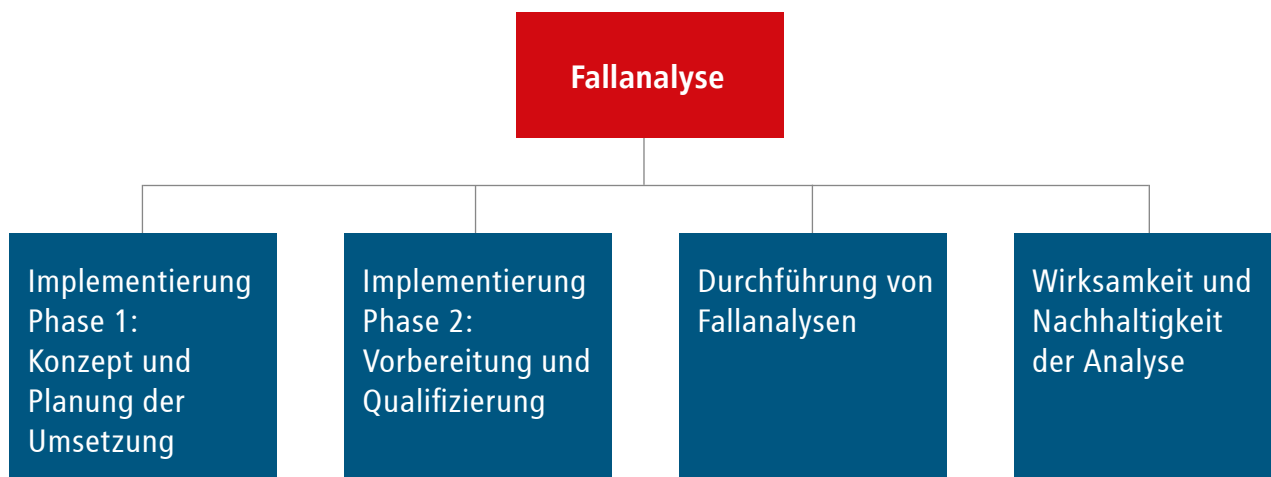 Fallanalyse
Implementierung
Phase 1:
Konzept und
Planung der
Umsetzung
Implementierung
Phase 2:
Vorbereitung und
Qualifizierung
Durchführung von
Fallanalysen
Wirksamkeit und
Nachhaltigkeit
der Analyse